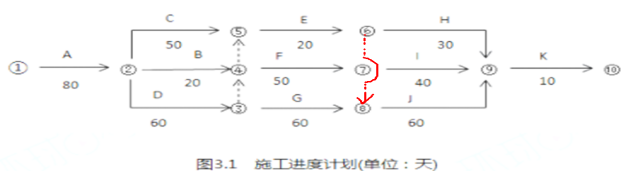 C ⑤ E ⑥ H
50 20 30
① A ② B ④ F ⑦ I ⑨ K ⑩
80 20 50 40 10
D ③ G ⑧ J
60 60 60
图3.1 施工进度计划(单位：天)